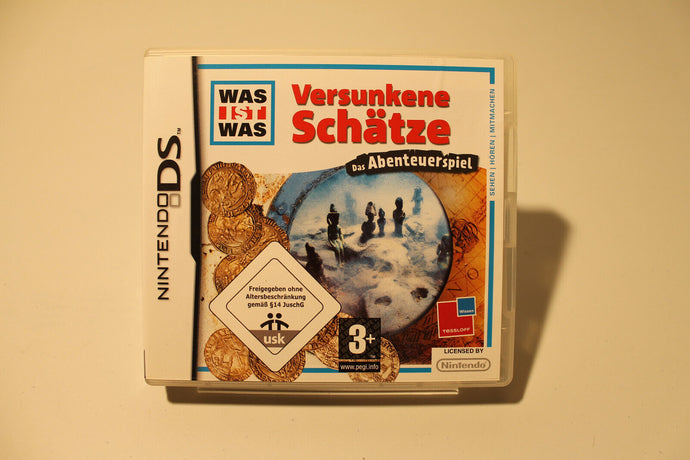 NINTENDO DS™
WAS
IST
WAS
Versunkene
Schätze
Das Abenteuerspiel
SEHEN | HÖREN | MITMACHEN
Freigegeben ohne
Altersbeschränkung
gemäß §14 JuSchG
usk
3+
www.pegi.info
Wissen
TESSLOFF
LICENSED BY
Nintendo